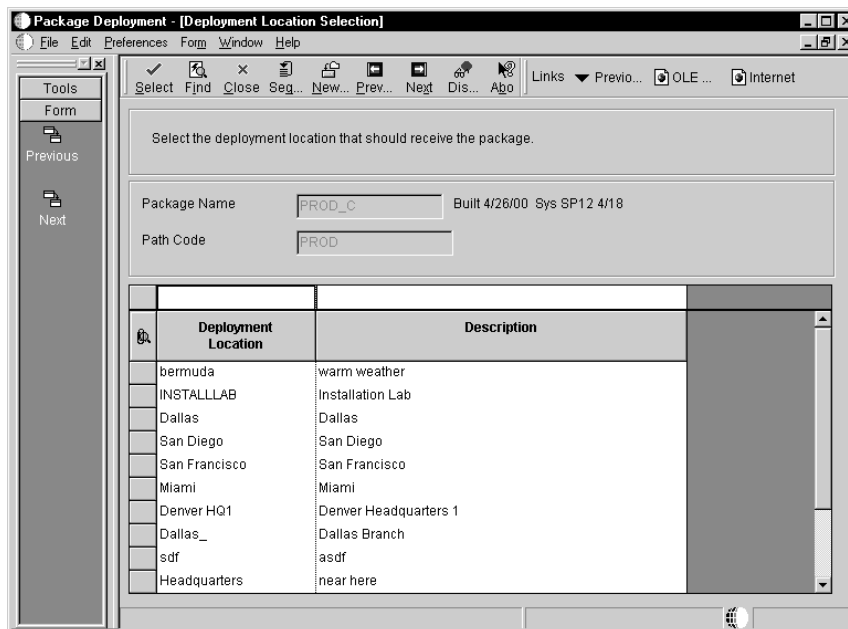 Package Deployment - [Deployment Location Selection]
File Edit Preferences Form Window Help
Tools
Form
Previous
Next
Select Find Close Seq... New... Prev... Next Dis... Abo Links Previo... OLE ... Internet
Select the deployment location that should receive the package.
Package Name PROD_C Built 4/26/00 Sys SP12 4/18
Path Code PROD
Deployment Location Description
bermuda warm weather
INSTALLLAB Installation Lab
Dallas Dallas
San Diego San Diego
San Francisco San Francisco
Miami Miami
Denver HQ1 Denver Headquarters 1
Dallas_ Dallas Branch
sdf asdf
Headquarters near here